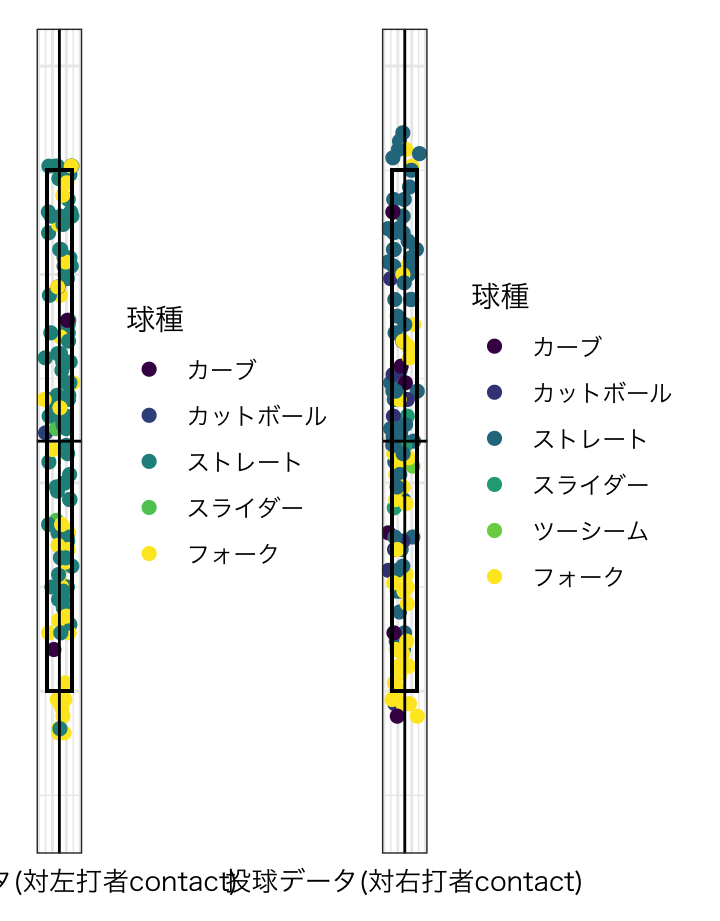 球種
カーブ
カットボール
ストレート
スライダー
フォーク
球種
カーブ
カットボール
ストレート
スライダー
ツーシーム
フォーク
タ(対左打者contact)
投球データ(対右打者contact)